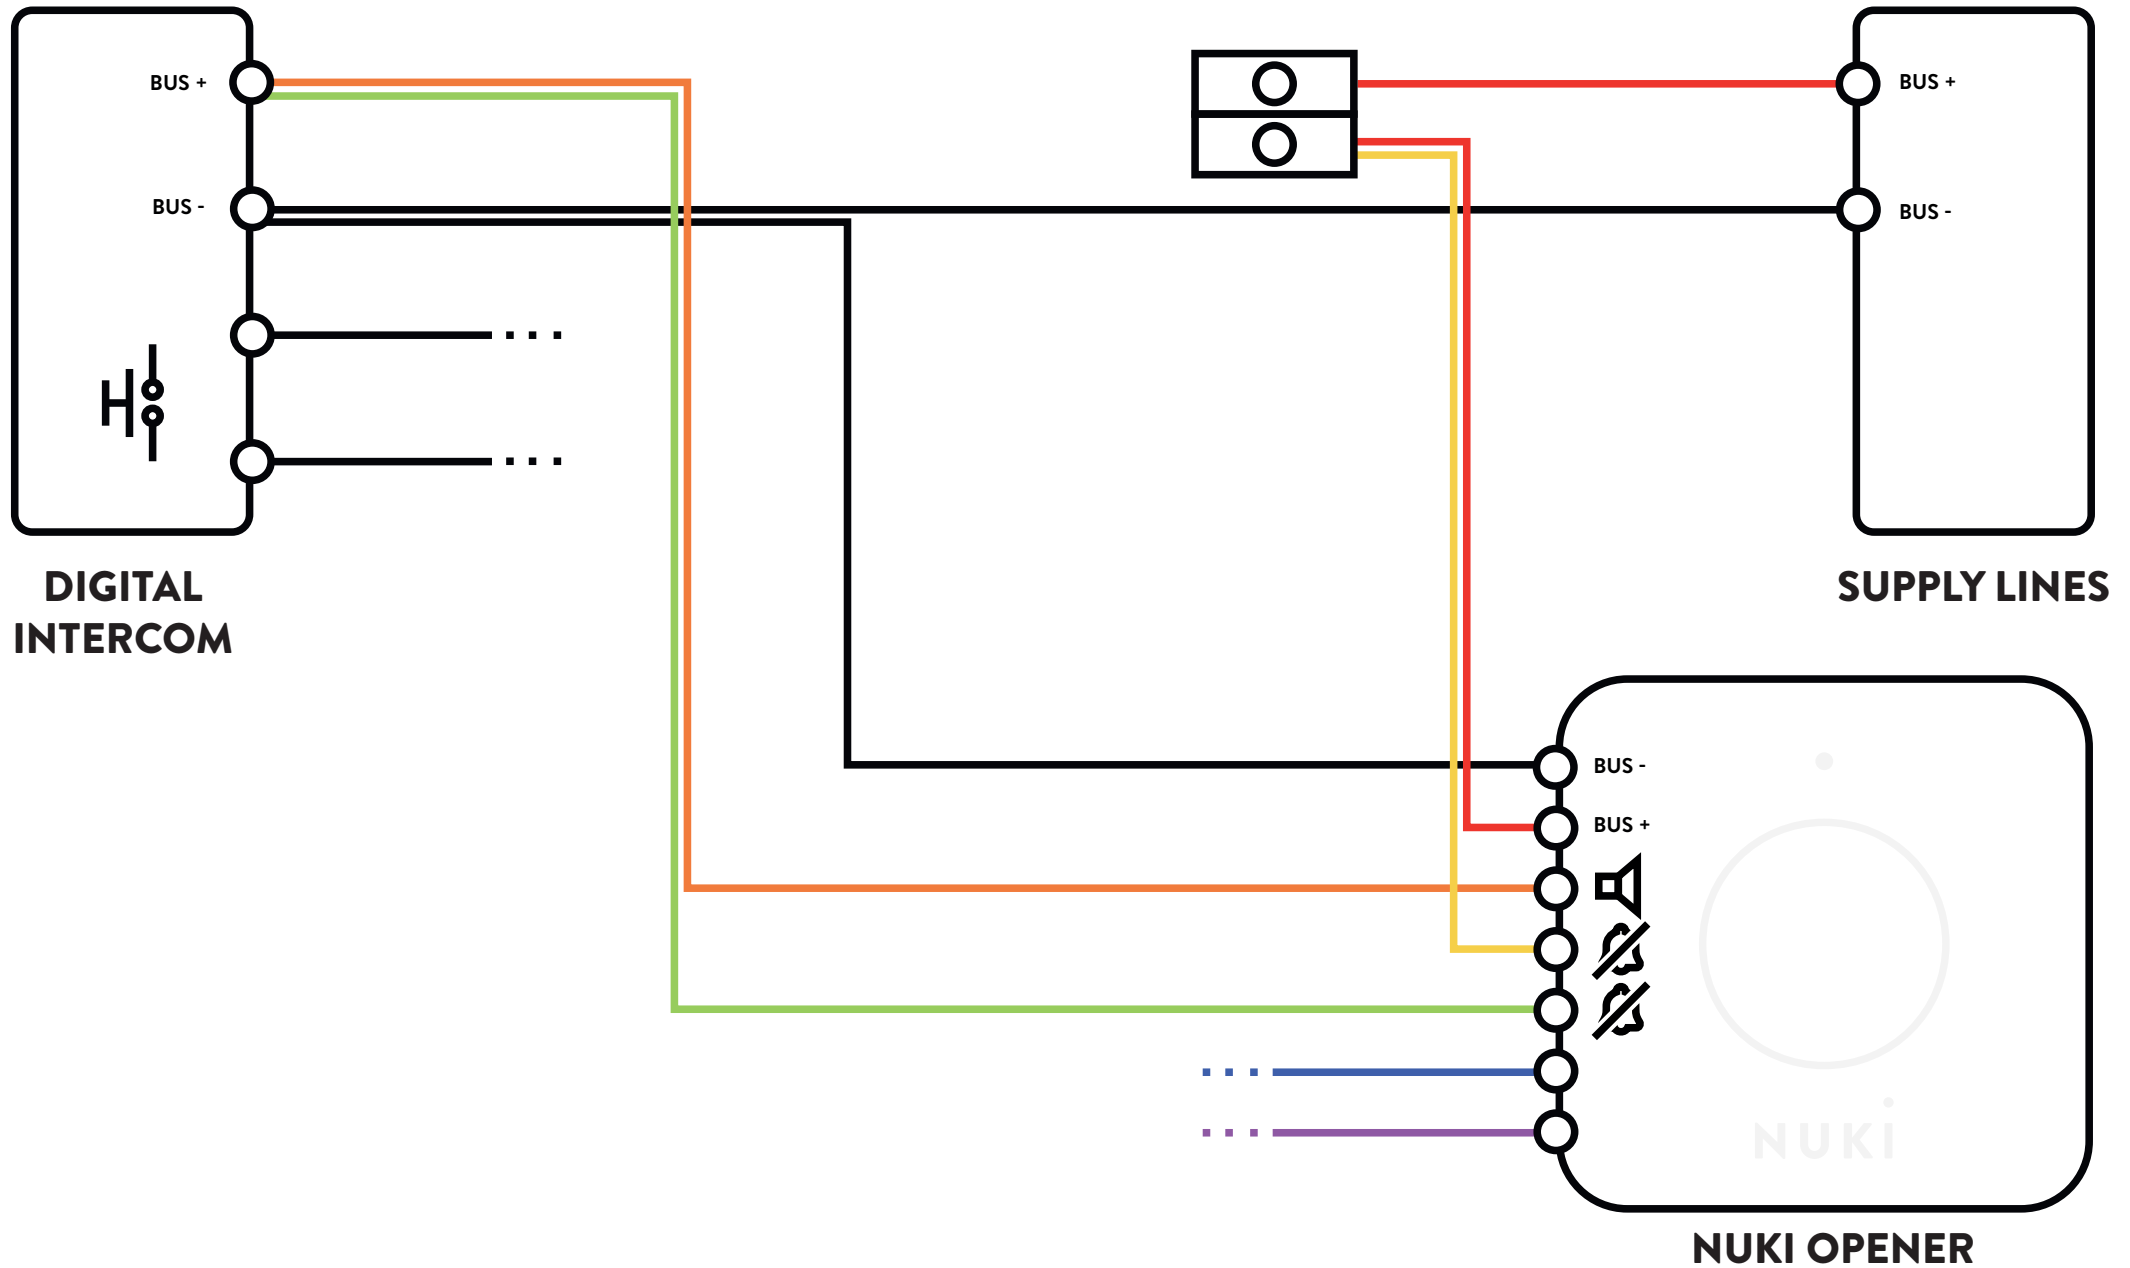 BUS +
BUS +
BUS -
BUS -
DIGITAL
INTERCOM
SUPPLY LINES
BUS -
BUS +
NUKI
NUKI OPENER